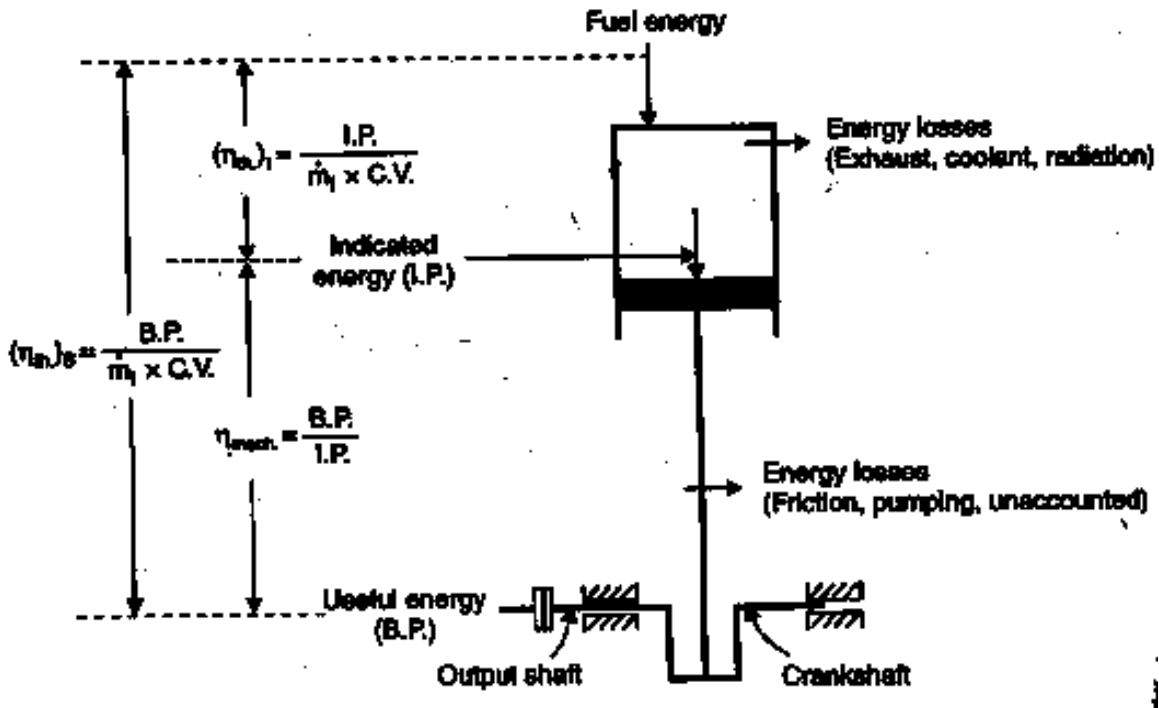 Fuel energy
Energy losses
(Exhaust, coolant, radiation)
(η_th.)_I = I.P. / ṁ_f × C.V.
Indicated
energy (I.P.)
(η_th.)_B = B.P. / ṁ_f × C.V.
η_mech. = B.P. / I.P.
Energy losses
(Friction, pumping, unaccounted)
Useful energy
(B.P.)
Output shaft
Crankshaft